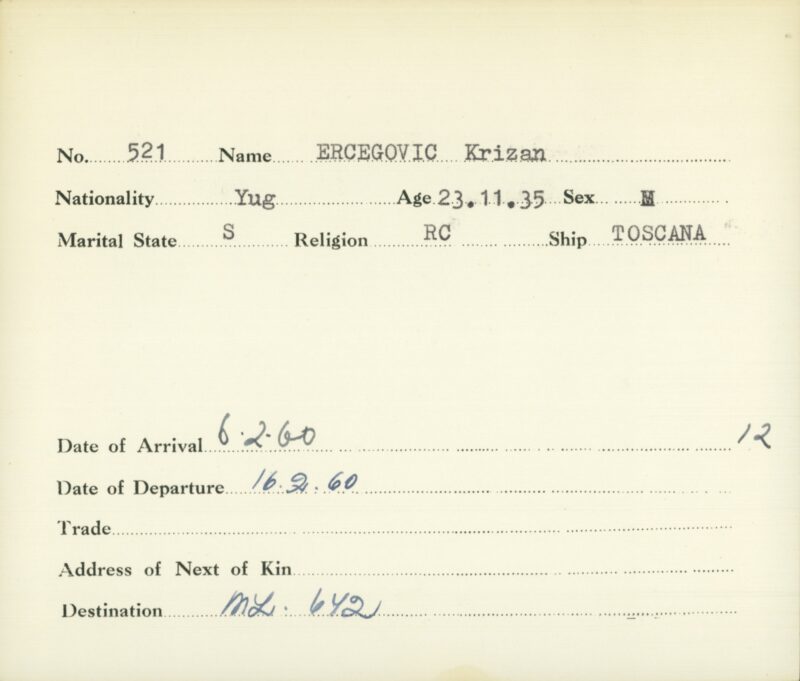 No. 521 Name ERCEGOVIC Krizan
Nationality Yug Age 23.11.35 Sex M
Marital State S Religion RC Ship TOSCANA
Date of Arrival 6.2.60 12
Date of Departure 16.2.60
Trade
Address of Next of Kin
Destination ML. 642